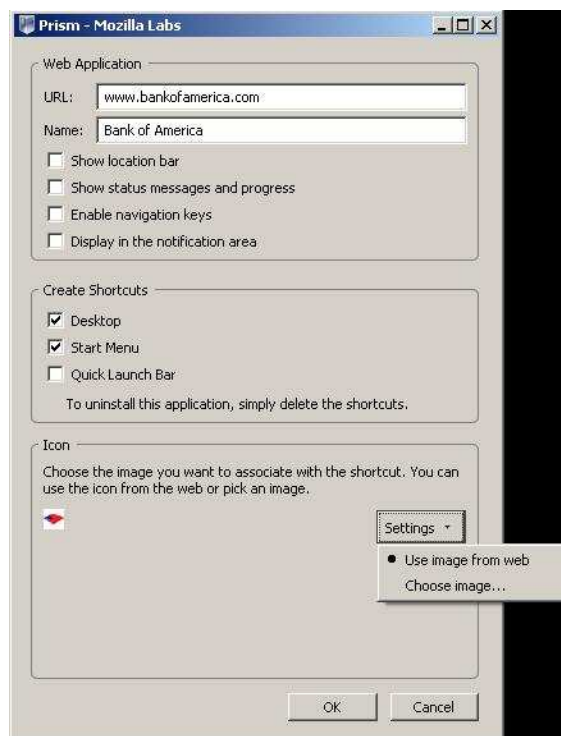 Prism - Mozilla Labs
Web Application
URL: www.bankofamerica.com
Name: Bank of America
Show location bar
Show status messages and progress
Enable navigation keys
Display in the notification area
Create Shortcuts
Desktop
Start Menu
Quick Launch Bar
To uninstall this application, simply delete the shortcuts.
Icon
Choose the image you want to associate with the shortcut. You can
use the icon from the web or pick an image.
Settings
Use image from web
Choose image...
OK Cancel